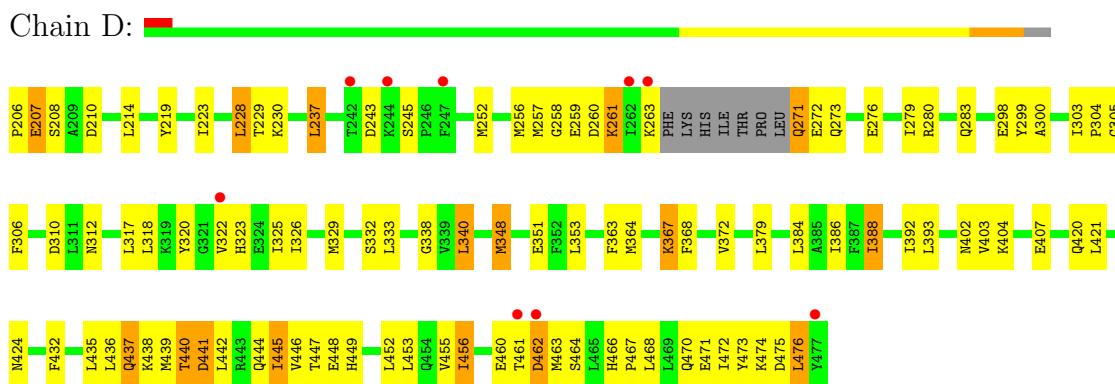 Chain D:
P206 E207 S208 A209 D210 L214 Y219 I223 L228 T229 K230 L237 T242 D243 K244 S245 P246 F247 M252 M256 M257 G258 E259 D260 K261 I262 K263 PHE LYS HIS ILE THR PRO LEU Q271 E272 Q273 E276 I279 R280 Q283 E298 Y299 A300 I303 P304 G305
F306 D310 L311 N312 L317 L318 K319 Y320 G321 V322 H323 E324 I325 I326 M329 S332 L333 G338 V339 L340 M348 E351 F352 L353 F363 M364 K367 F368 V372 L379 L384 A385 I386 F387 I388 I392 L393 N402 V403 K404 E407 Q420 L421
N424 F432 L435 L436 Q437 K438 M439 T440 D441 L442 R443 Q444 I445 V446 T447 E448 H449 L452 L453 Q454 V455 I456 E460 T461 D462 M463 S464 L465 H466 P467 L468 L469 Q470 E471 I472 Y473 K474 D475 L476 Y477